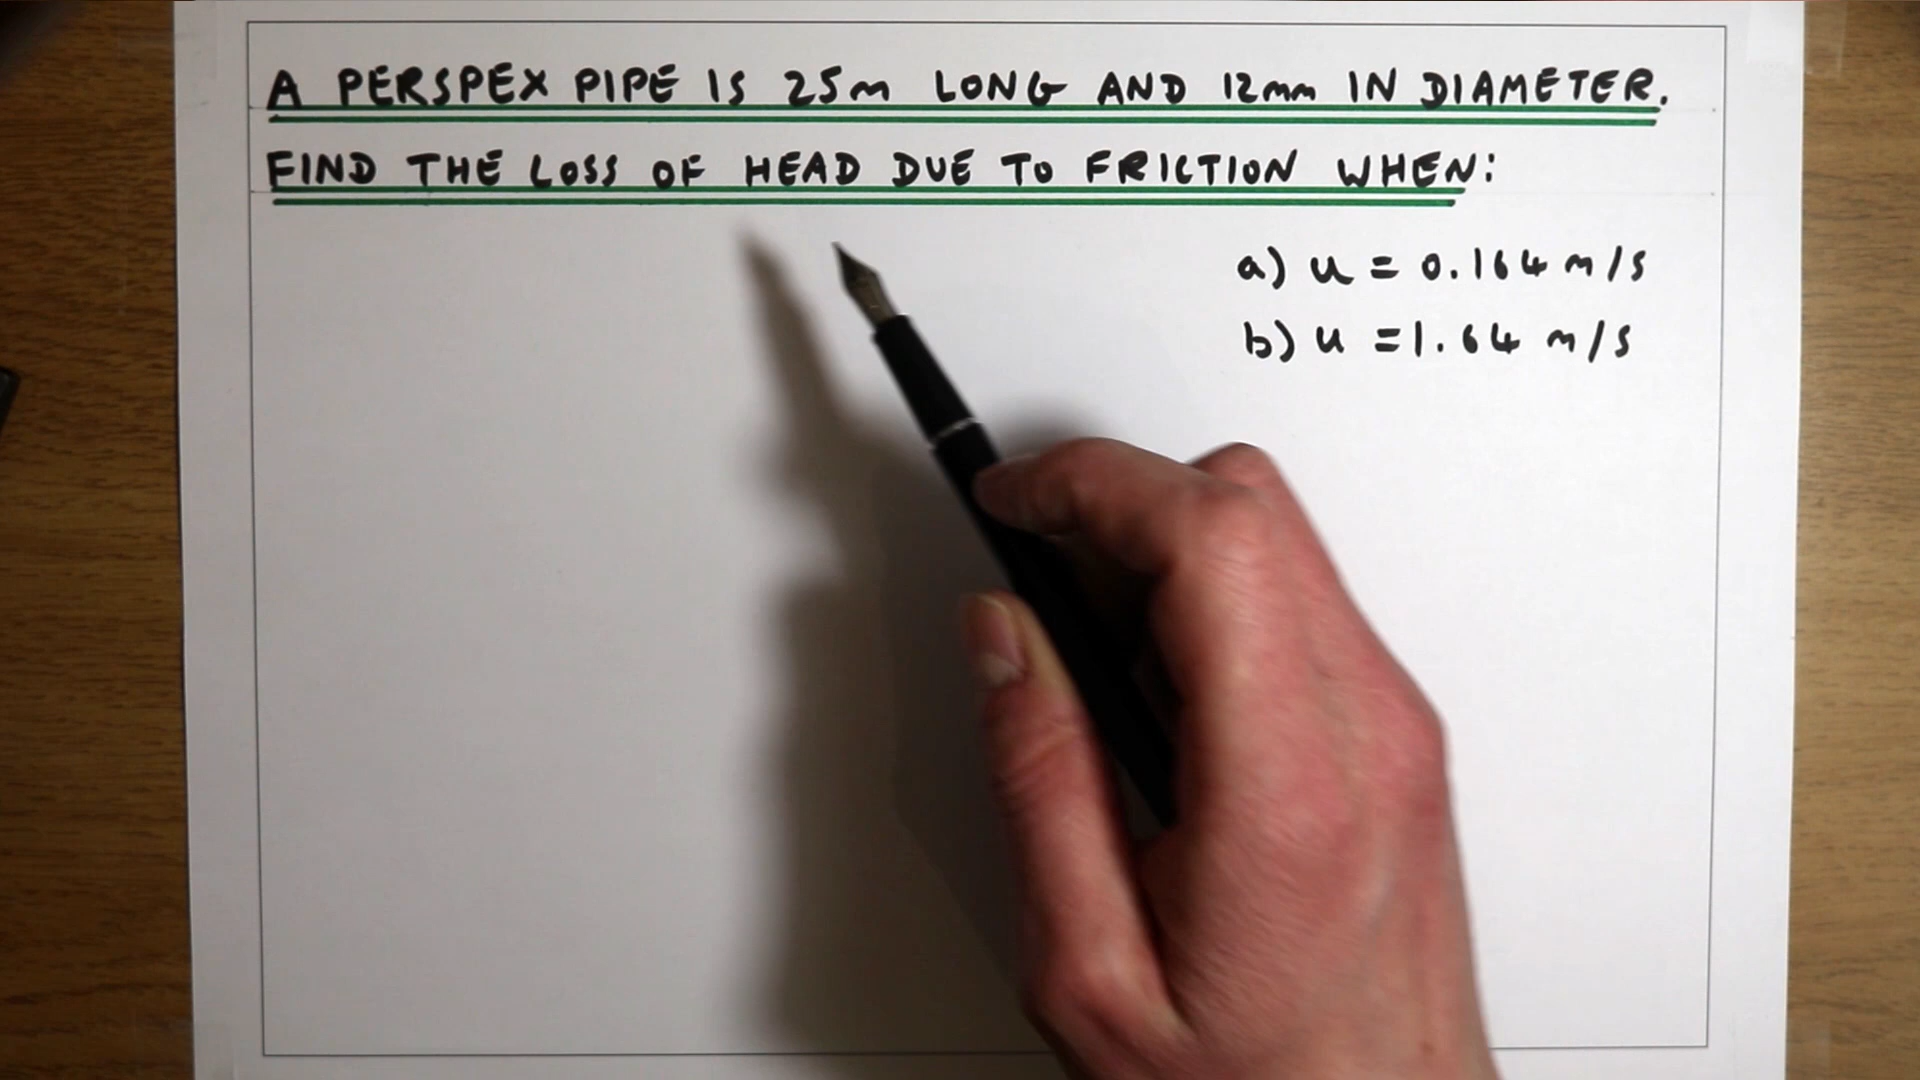 A PERSPEX PIPE IS 25m LONG AND 12mm IN DIAMETER.
FIND THE LOSS OF HEAD DUE TO FRICTION WHEN:
a) u = 0.164 m/s
b) u = 1.64 m/s